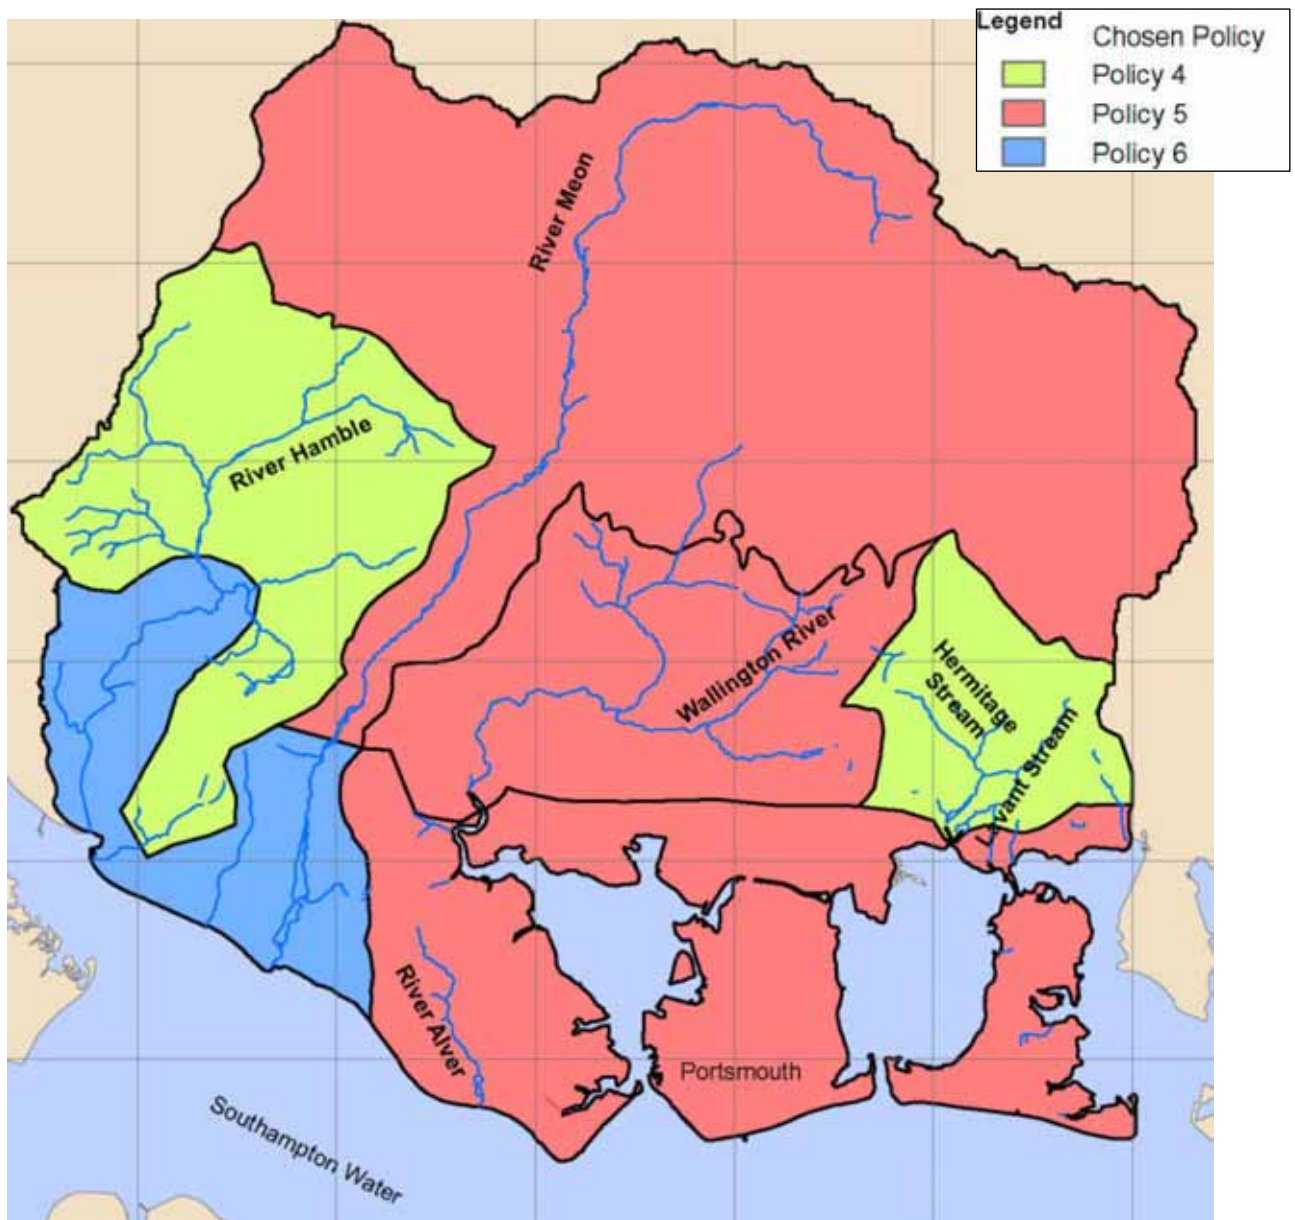 Legend
Chosen Policy
Policy 4
Policy 5
Policy 6
River Meon
River Hamble
Wallington River
Hermitage
Stream
Lavant Stream
River Alver
Portsmouth
Southampton Water